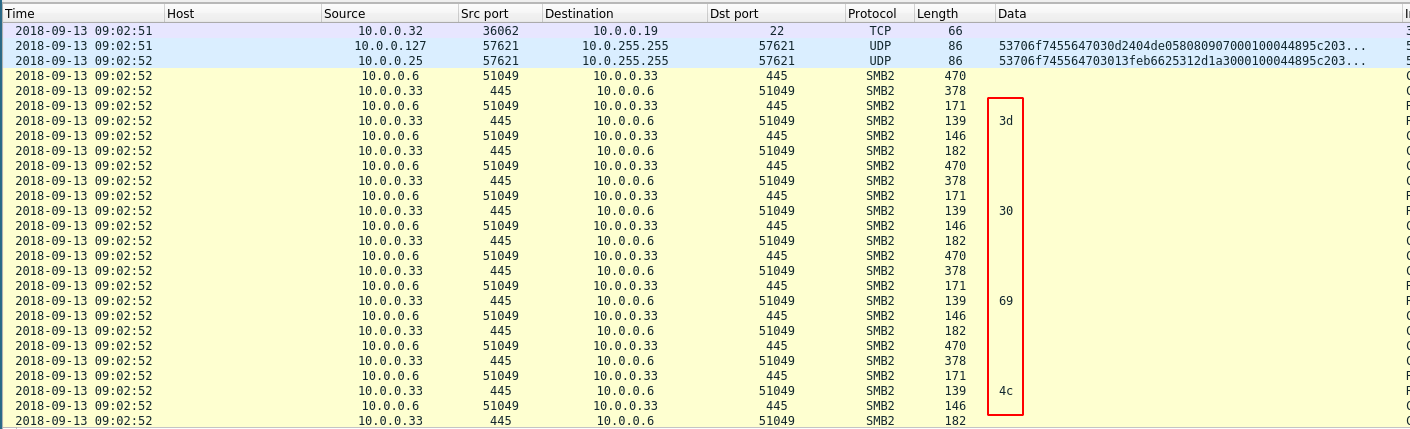 Time Host Source Src port Destination Dst port Protocol Length Data
2018-09-13 09:02:51 10.0.0.32 36062 10.0.0.19 22 TCP 66
2018-09-13 09:02:51 10.0.0.127 57621 10.0.255.255 57621 UDP 86 53706f7455647030d2404de058080907000100044895c203...
2018-09-13 09:02:52 10.0.0.25 57621 10.0.255.255 57621 UDP 86 53706f745564703013feb6625312d1a3000100044895c203...
2018-09-13 09:02:52 10.0.0.6 51049 10.0.0.33 445 SMB2 470
2018-09-13 09:02:52 10.0.0.33 445 10.0.0.6 51049 SMB2 378
2018-09-13 09:02:52 10.0.0.6 51049 10.0.0.33 445 SMB2 171
2018-09-13 09:02:52 10.0.0.33 445 10.0.0.6 51049 SMB2 139 3d
2018-09-13 09:02:52 10.0.0.6 51049 10.0.0.33 445 SMB2 146
2018-09-13 09:02:52 10.0.0.33 445 10.0.0.6 51049 SMB2 182
2018-09-13 09:02:52 10.0.0.6 51049 10.0.0.33 445 SMB2 470
2018-09-13 09:02:52 10.0.0.33 445 10.0.0.6 51049 SMB2 378
2018-09-13 09:02:52 10.0.0.6 51049 10.0.0.33 445 SMB2 171
2018-09-13 09:02:52 10.0.0.33 445 10.0.0.6 51049 SMB2 139 30
2018-09-13 09:02:52 10.0.0.6 51049 10.0.0.33 445 SMB2 146
2018-09-13 09:02:52 10.0.0.33 445 10.0.0.6 51049 SMB2 182
2018-09-13 09:02:52 10.0.0.6 51049 10.0.0.33 445 SMB2 470
2018-09-13 09:02:52 10.0.0.33 445 10.0.0.6 51049 SMB2 378
2018-09-13 09:02:52 10.0.0.6 51049 10.0.0.33 445 SMB2 171
2018-09-13 09:02:52 10.0.0.33 445 10.0.0.6 51049 SMB2 139 69
2018-09-13 09:02:52 10.0.0.6 51049 10.0.0.33 445 SMB2 146
2018-09-13 09:02:52 10.0.0.33 445 10.0.0.6 51049 SMB2 182
2018-09-13 09:02:52 10.0.0.6 51049 10.0.0.33 445 SMB2 470
2018-09-13 09:02:52 10.0.0.33 445 10.0.0.6 51049 SMB2 378
2018-09-13 09:02:52 10.0.0.6 51049 10.0.0.33 445 SMB2 171
2018-09-13 09:02:52 10.0.0.33 445 10.0.0.6 51049 SMB2 139 4c
2018-09-13 09:02:52 10.0.0.6 51049 10.0.0.33 445 SMB2 146
2018-09-13 09:02:52 10.0.0.33 445 10.0.0.6 51049 SMB2 182